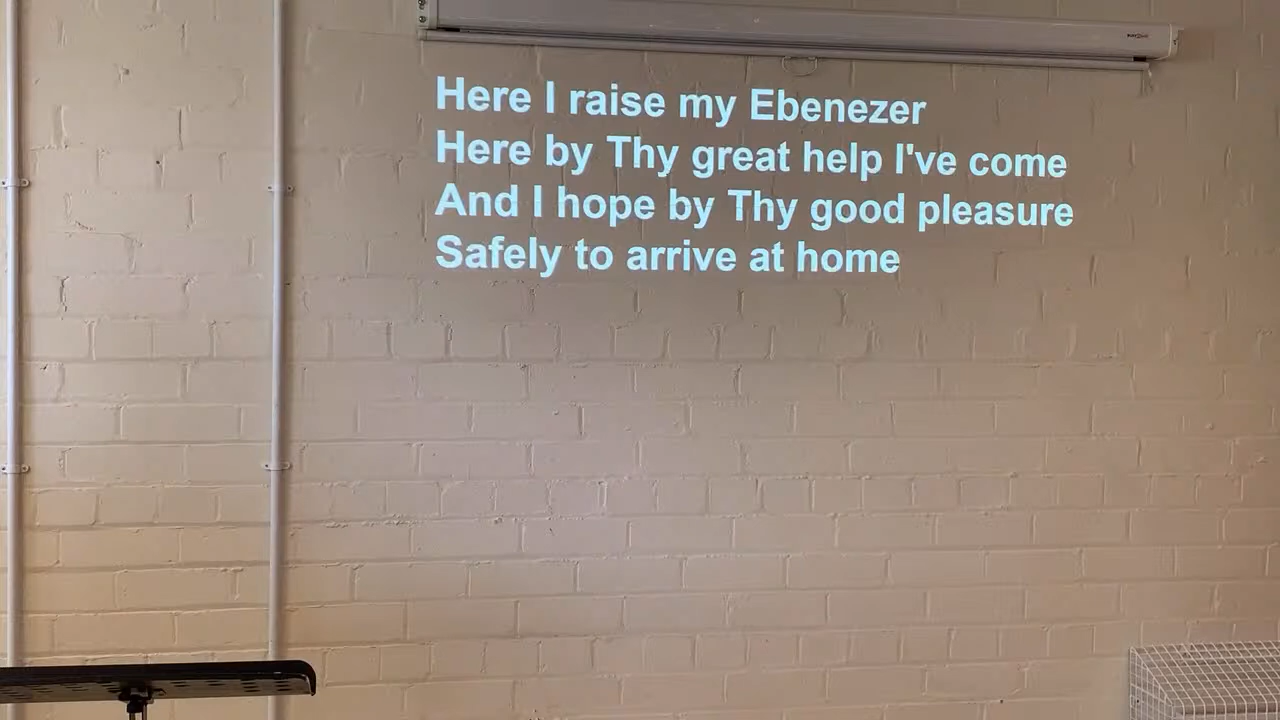 Here I raise my Ebenezer
Here by Thy great help I've come
And I hope by Thy good pleasure
Safely to arrive at home